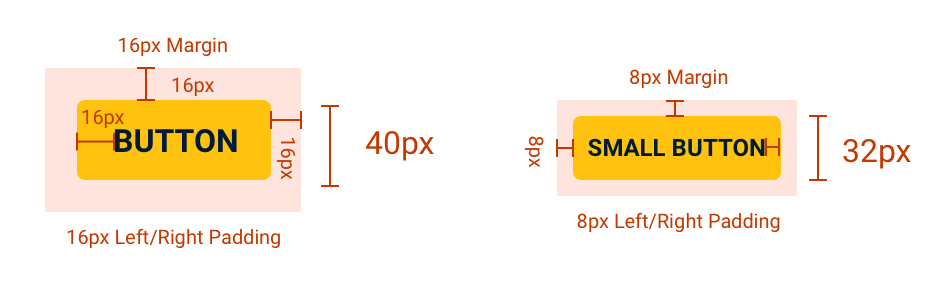 16px Margin
16px
16px
BUTTON
16px
40px
16px Left/Right Padding
8px Margin
8px
SMALL BUTTON
32px
8px Left/Right Padding